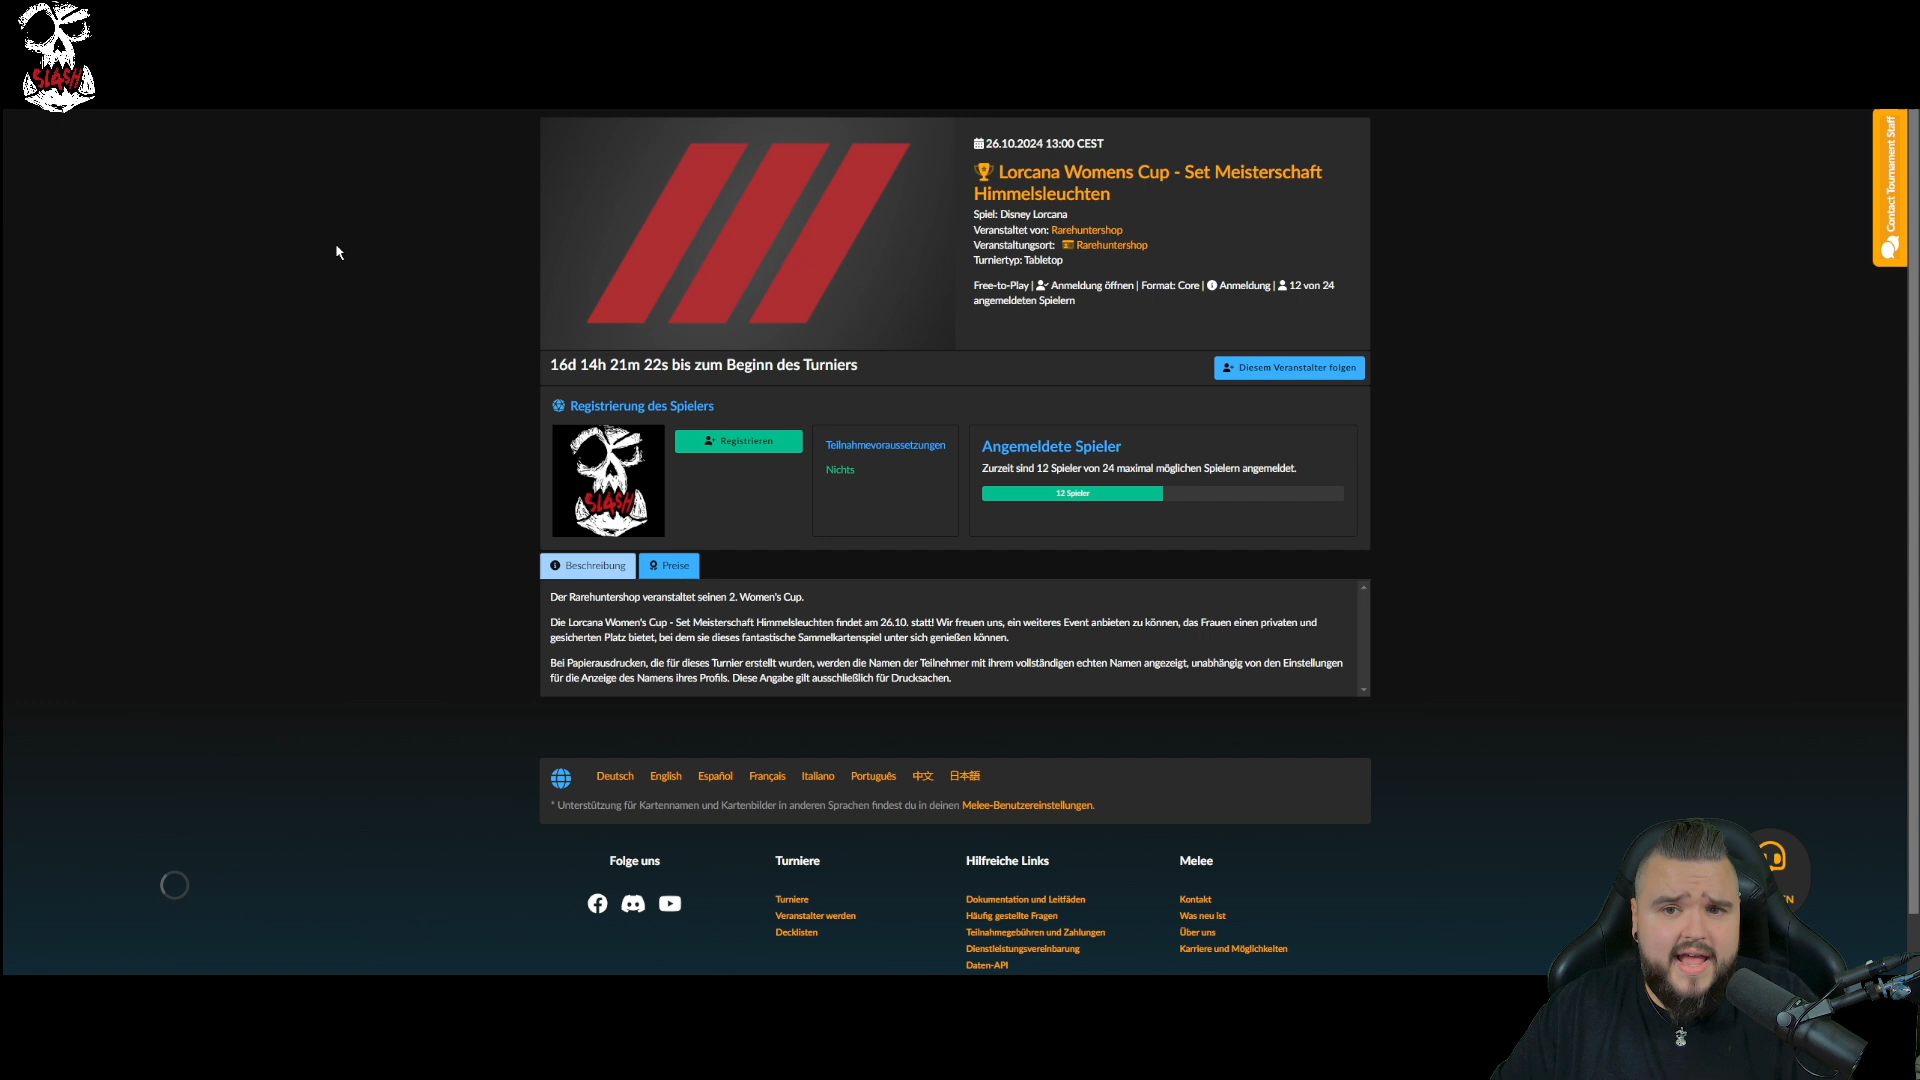 SL4SH
Contact Tournament Staff
26.10.2024 13:00 CEST
Lorcana Womens Cup - Set Meisterschaft
Himmelsleuchten
Spiel: Disney Lorcana
Veranstaltet von: Rarehuntershop
Veranstaltungsort: Rarehuntershop
Turniertyp: Tabletop
Free-to-Play | Anmeldung öffnen | Format: Core | Anmeldung | 12 von 24
angemeldeten Spielern
16d 14h 21m 22s bis zum Beginn des Turniers
Diesem Veranstalter folgen
Registrierung des Spielers
SL4SH
Registrieren
Teilnahmevoraussetzungen
Nichts
Angemeldete Spieler
Zurzeit sind 12 Spieler von 24 maximal möglichen Spielern angemeldet.
12 Spieler
Beschreibung
Preise
Der Rarehuntershop veranstaltet seinen 2. Women's Cup.
Die Lorcana Women's Cup - Set Meisterschaft Himmelsleuchten findet am 26.10. statt! Wir freuen uns, ein weiteres Event anbieten zu können, das Frauen einen privaten und
gesicherten Platz bietet, bei dem sie dieses fantastische Sammelkartenspiel unter sich genießen können.
Bei Papierausdrucken, die für dieses Turnier erstellt wurden, werden die Namen der Teilnehmer mit ihrem vollständigen echten Namen angezeigt, unabhängig von den Einstellungen
für die Anzeige des Namens ihres Profils. Diese Angabe gilt ausschließlich für Drucksachen.
Deutsch English Español Français Italiano Português 中文 日本語
* Unterstützung für Kartennamen und Kartenbilder in anderen Sprachen findest du in deinen Melee-Benutzereinstellungen.
Folge uns
Turniere
Turniere
Veranstalter werden
Decklisten
Hilfreiche Links
Dokumentation und Leitfäden
Häufig gestellte Fragen
Teilnahmegebühren und Zahlungen
Dienstleistungsvereinbarung
Daten-API
Melee
Kontakt
Was neu ist
Über uns
Karriere und Möglichkeiten